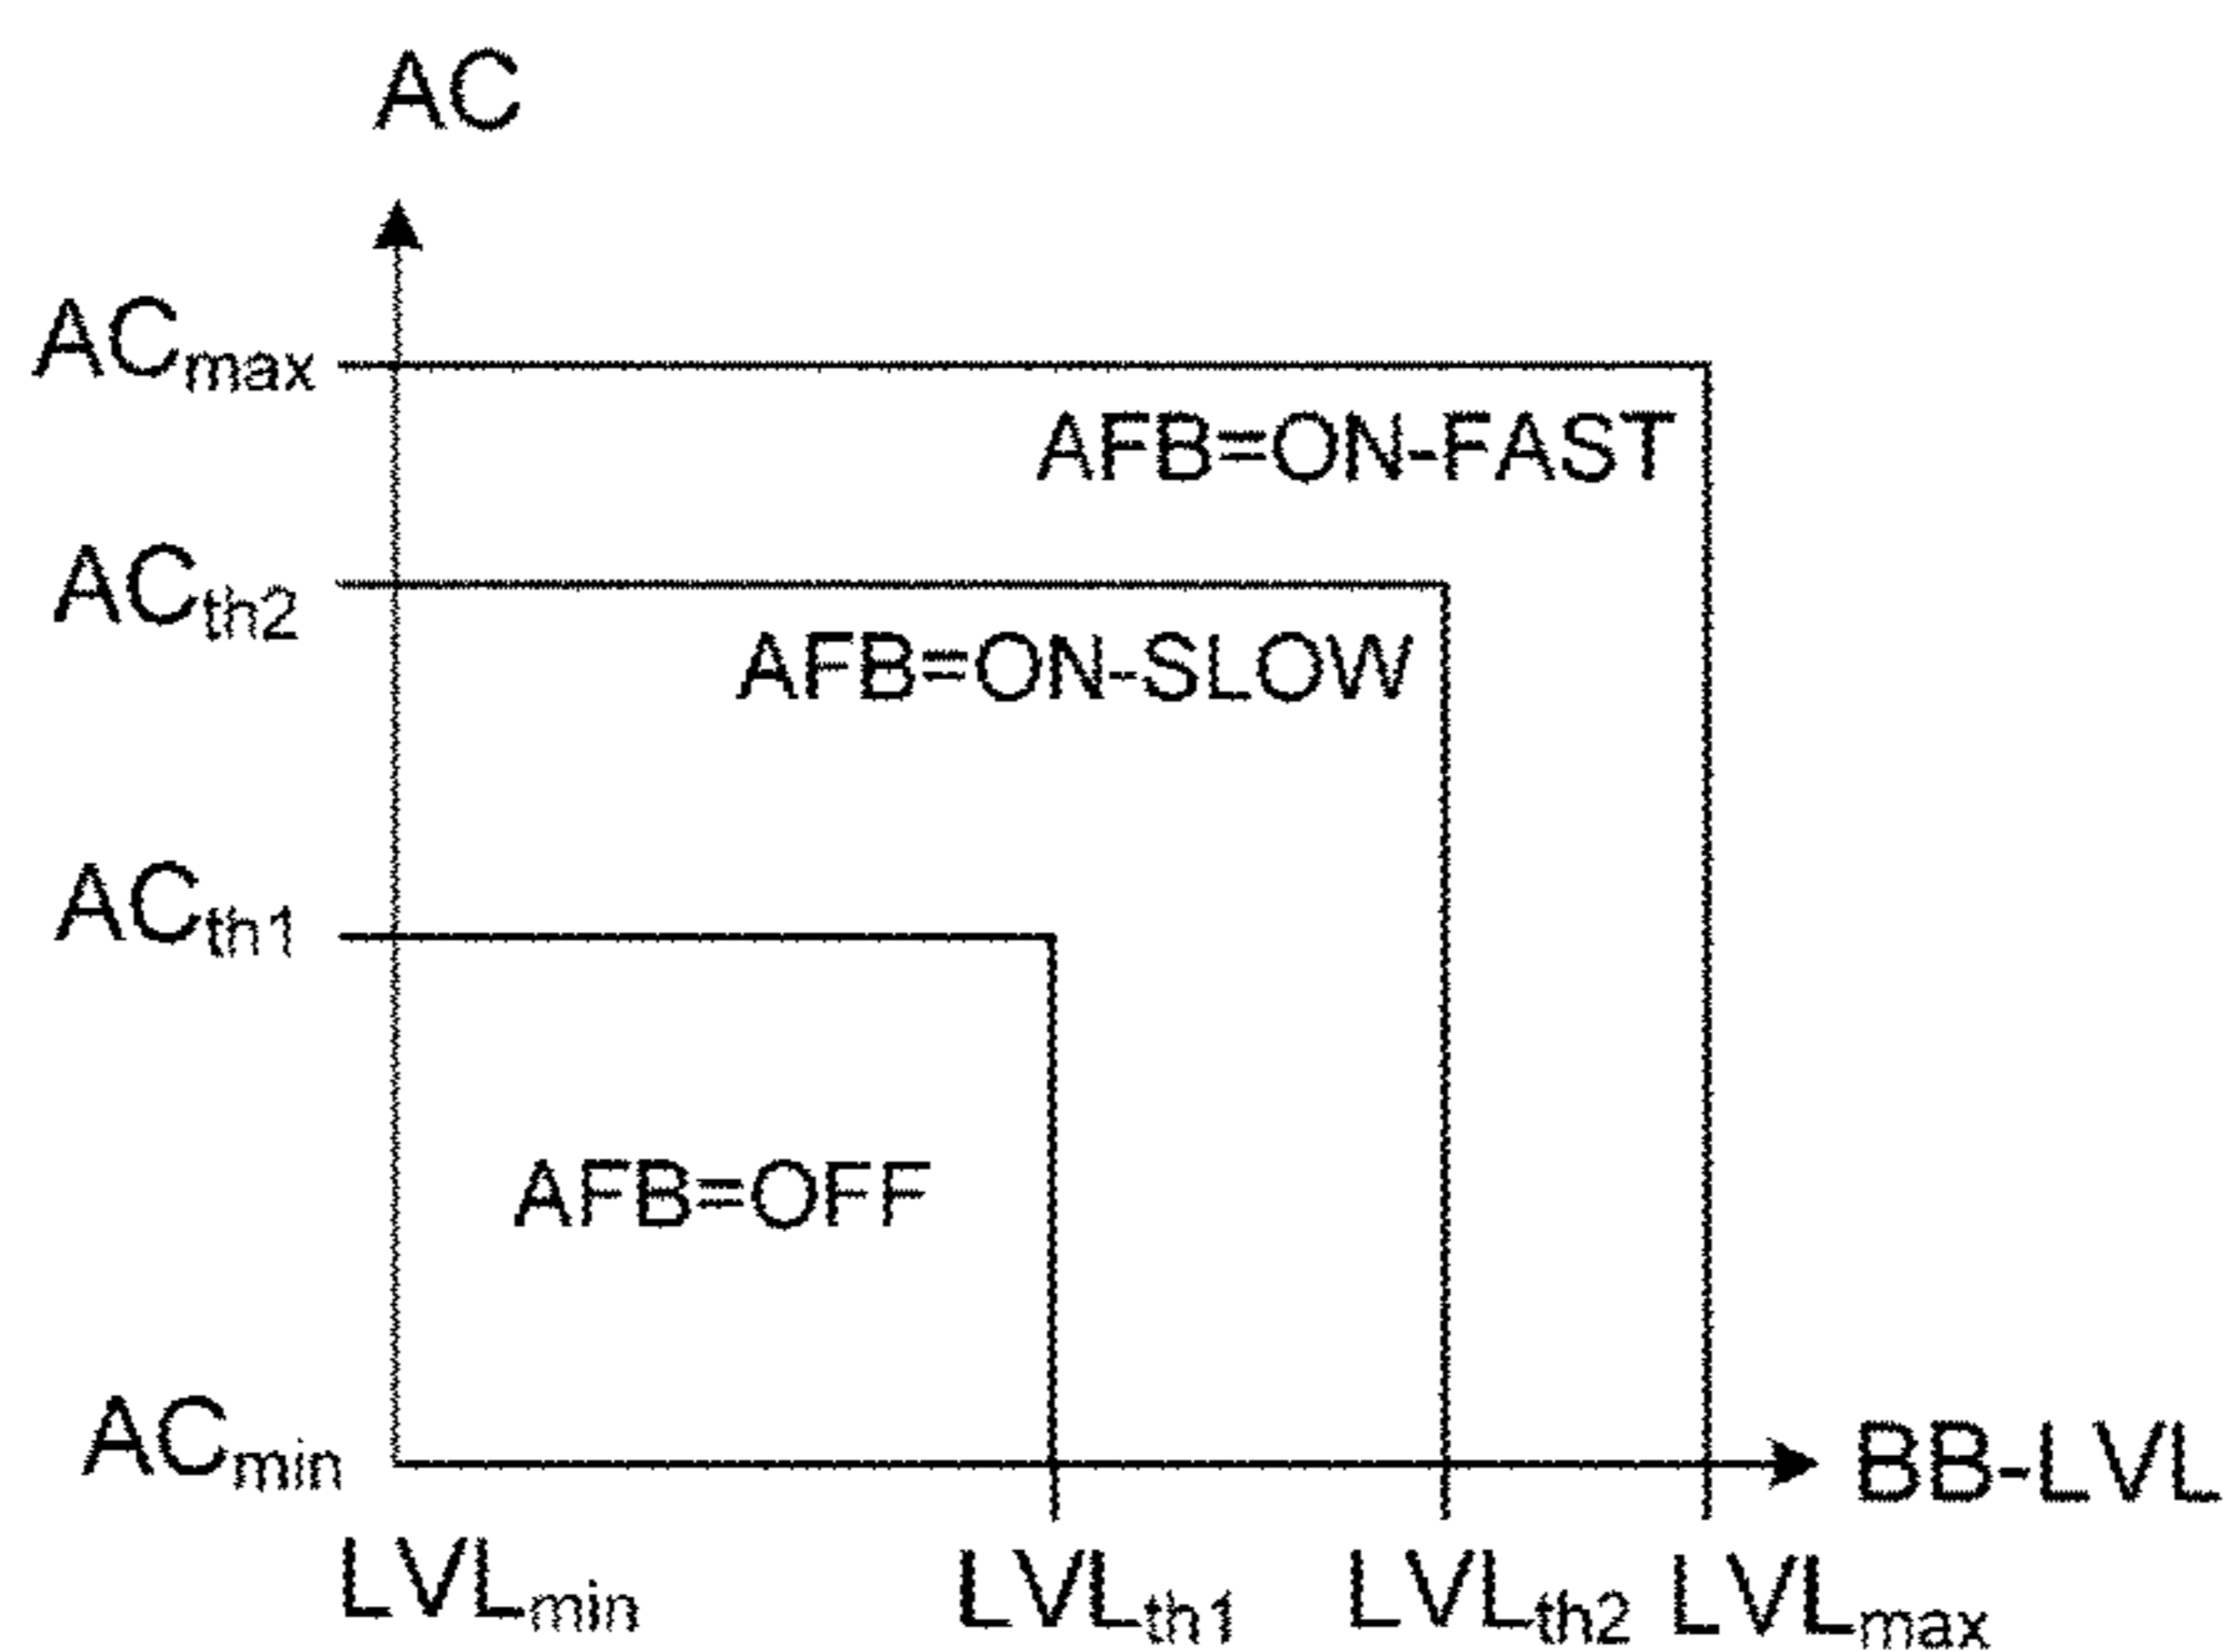 AC
ACmax
AFB=ON-FAST
ACth2
AFB=ON-SLOW
ACth1
AFB=OFF
ACmin
BB-LVL
LVLmin LVLth1 LVLth2 LVLmax